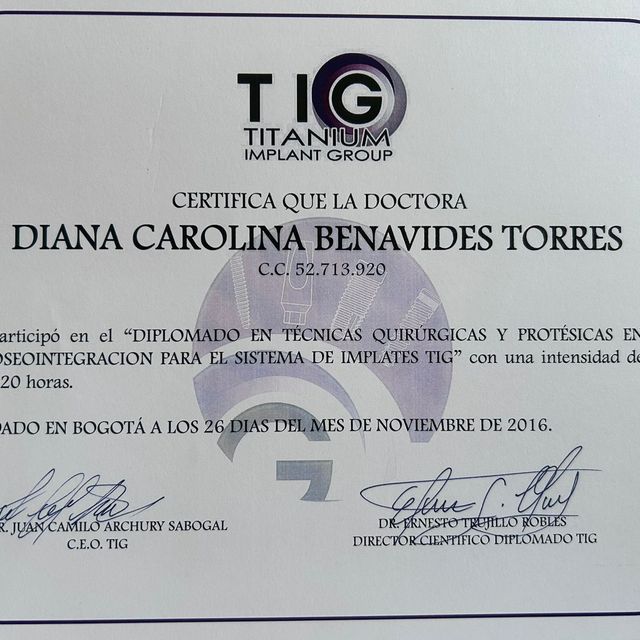 TIG
TITANIUM
IMPLANT GROUP
CERTIFICA QUE LA DOCTORA
DIANA CAROLINA BENAVIDES TORRES
C.C. 52.713.920
articipó en el “DIPLOMADO EN TÉCNICAS QUIRÚRGICAS Y PROTÉSICAS EN
OSEOINTEGRACION PARA EL SISTEMA DE IMPLATES TIG” con una intensidad de
20 horas.
DADO EN BOGOTÁ A LOS 26 DIAS DEL MES DE NOVIEMBRE DE 2016.
R. JUAN CAMILO ARCHURY SABOGAL
C.E.O. TIG
DR. ERNESTO TRUJILLO ROBLES
DIRECTOR CIENTIFICO DIPLOMADO TIG